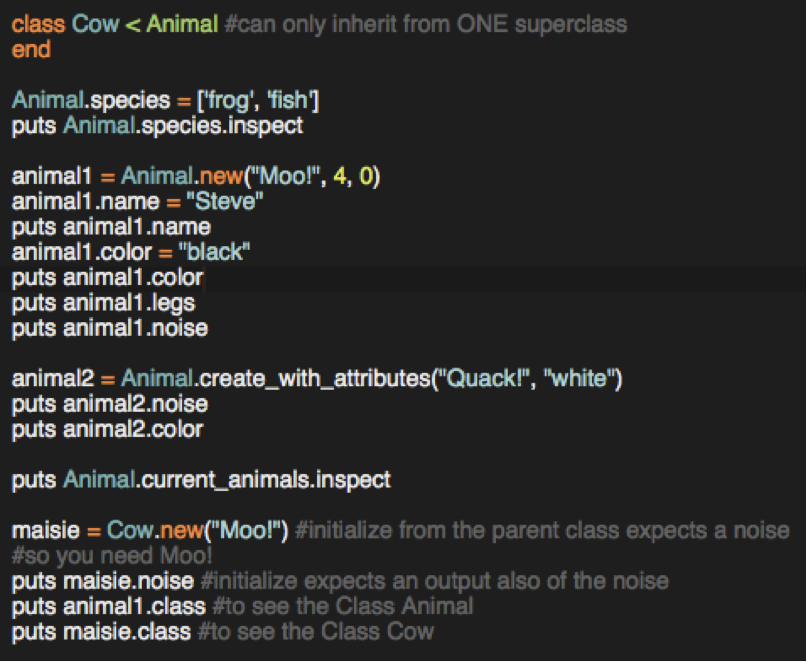 class Cow < Animal #can only inherit from ONE superclass
end
Animal.species = ['frog', 'fish']
puts Animal.species.inspect
animal1 = Animal.new("Moo!", 4, 0)
animal1.name = "Steve"
puts animal1.name
animal1.color = "black"
puts animal1.color
puts animal1.legs
puts animal1.noise
animal2 = Animal.create_with_attributes("Quack!", "white")
puts animal2.noise
puts animal2.color
puts Animal.current_animals.inspect
maisie = Cow.new("Moo!") #initialize from the parent class expects a noise
#so you need Moo!
puts maisie.noise #initialize expects an output also of the noise
puts animal1.class #to see the Class Animal
puts maisie.class #to see the Class Cow